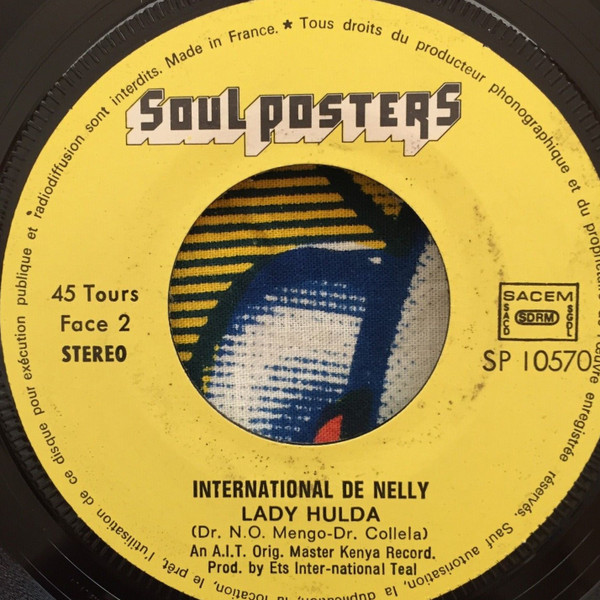 Made in France. ★ Tous droits du producteur phonographique et du propriétaire de l'œuvre enregistrée réservés. Sauf autorisation, la duplication, la location, le prêt, l'utilisation de ce disque pour exécution publique et radiodiffusion sont interdits.
SOUL POSTERS
45 Tours
Face 2
STEREO
SACEM
SACD
SDRM
SGDL
SP 10570
INTERNATIONAL DE NELLY
LADY HULDA
(Dr. N.O. Mengo-Dr. Collela)
An A.I.T. Orig. Master Kenya Record.
Prod. by Ets Inter-national Teal